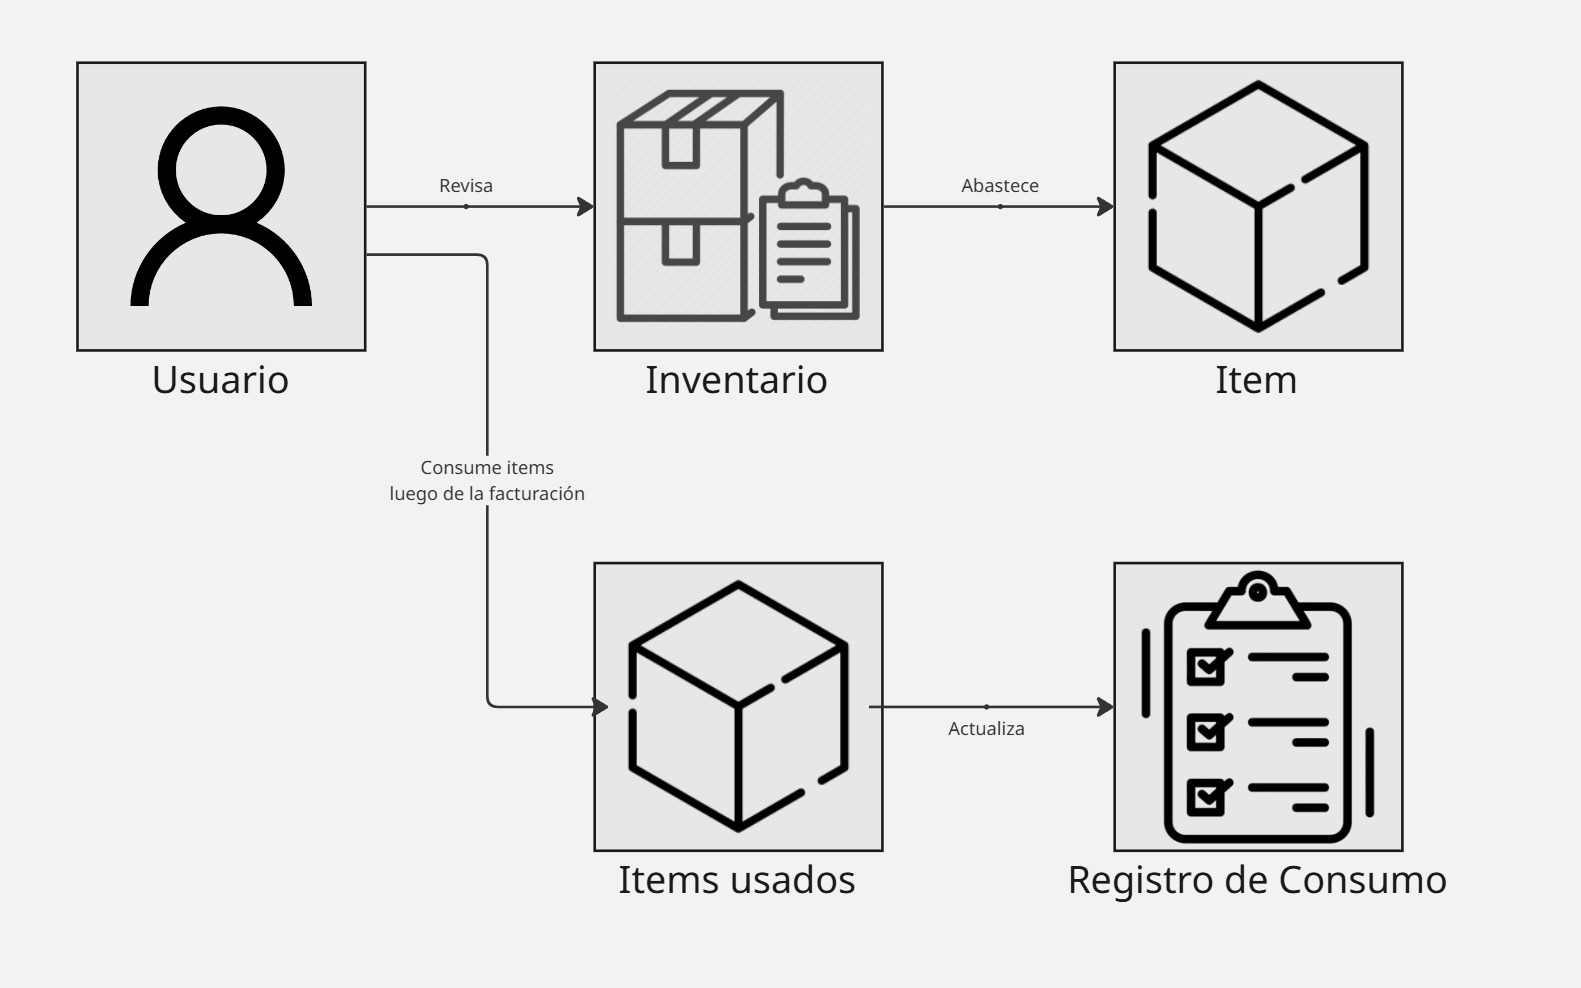 Revisa
Abastece
Usuario
Inventario
Item
Consume items
luego de la facturación
Actualiza
Items usados
Registro de Consumo